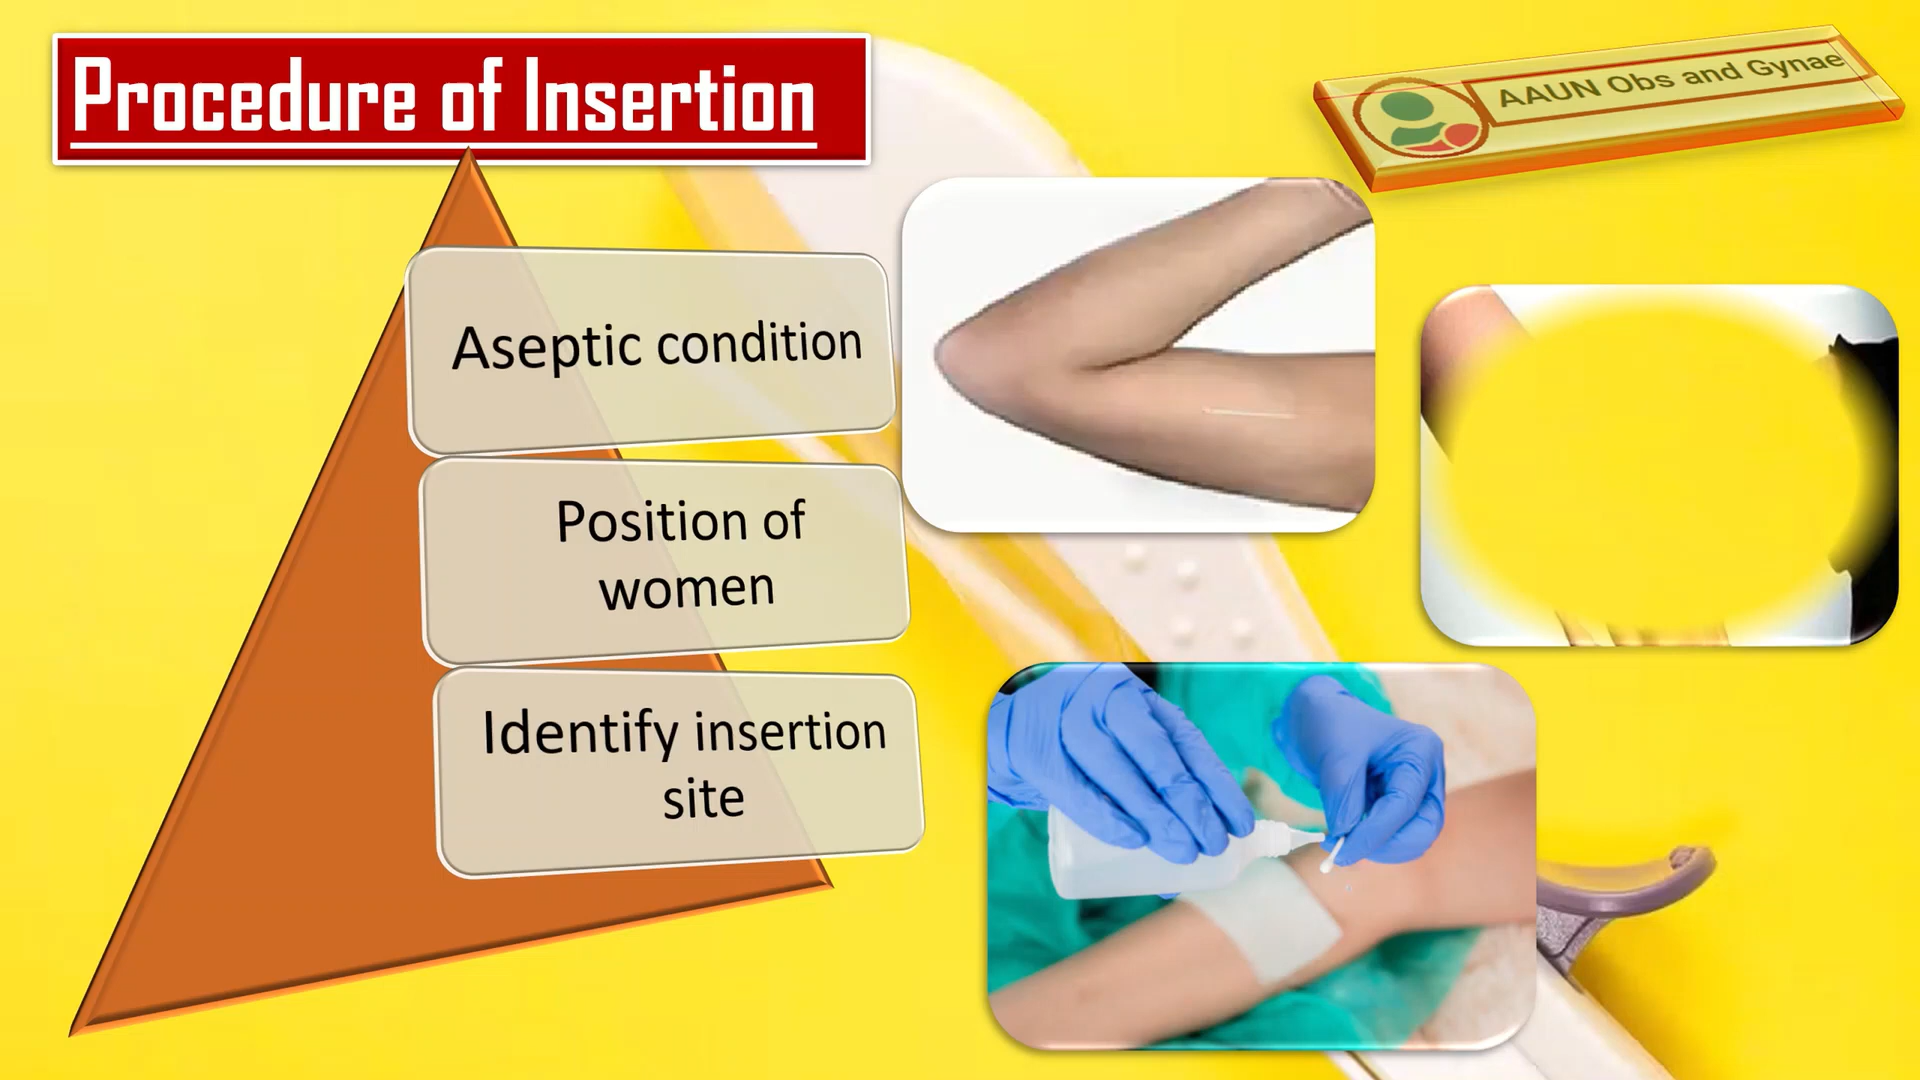 Procedure of Insertion
AAUN Obs and Gynae
Aseptic condition
Position of
women
Identify insertion
site